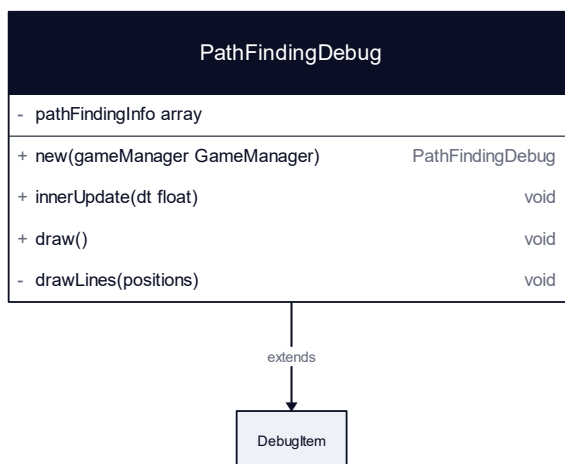 PathFindingDebug
- pathFindingInfo array
+ new(gameManager GameManager) PathFindingDebug
+ innerUpdate(dt float) void
+ draw() void
- drawLines(positions) void
extends
DebugItem